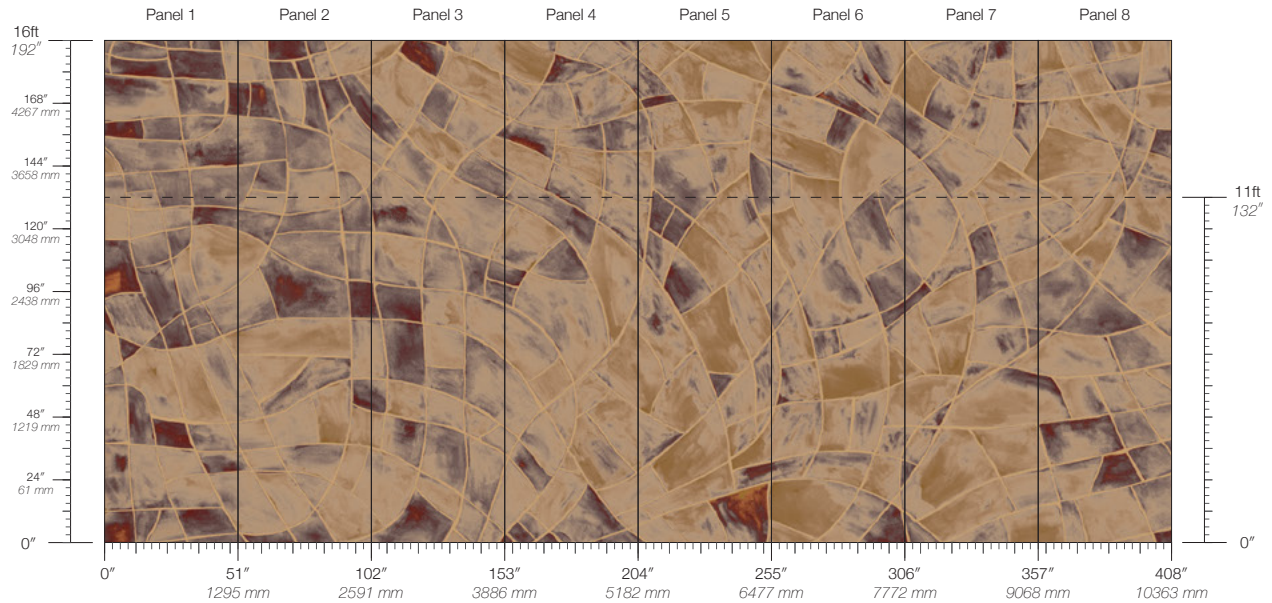 Panel 1 Panel 2 Panel 3 Panel 4 Panel 5 Panel 6 Panel 7 Panel 8
16ft
192″
168″
4267 mm
144″
3658 mm
11ft
132″
120″
3048 mm
96″
2438 mm
72″
1829 mm
48″
1219 mm
24″
61 mm
0″ 0″
0″ 51″ 102″ 153″ 204″ 255″ 306″ 357″ 408″
1295 mm 2591 mm 3886 mm 5182 mm 6477 mm 7772 mm 9068 mm 10363 mm